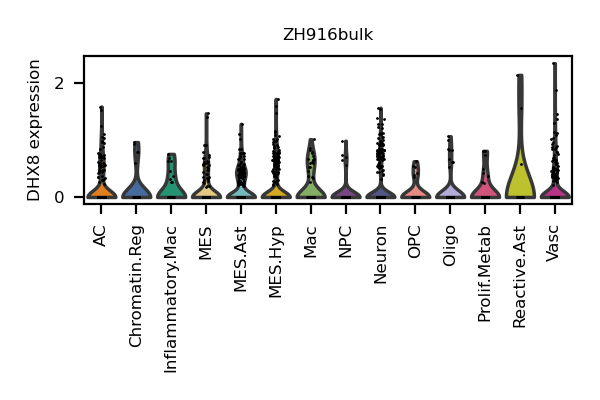 ZH916bulk
DHX8 expression
2
0
AC
Chromatin.Reg
Inflammatory.Mac
MES
MES.Ast
MES.Hyp
Mac
NPC
Neuron
OPC
Oligo
Prolif.Metab
Reactive.Ast
Vasc